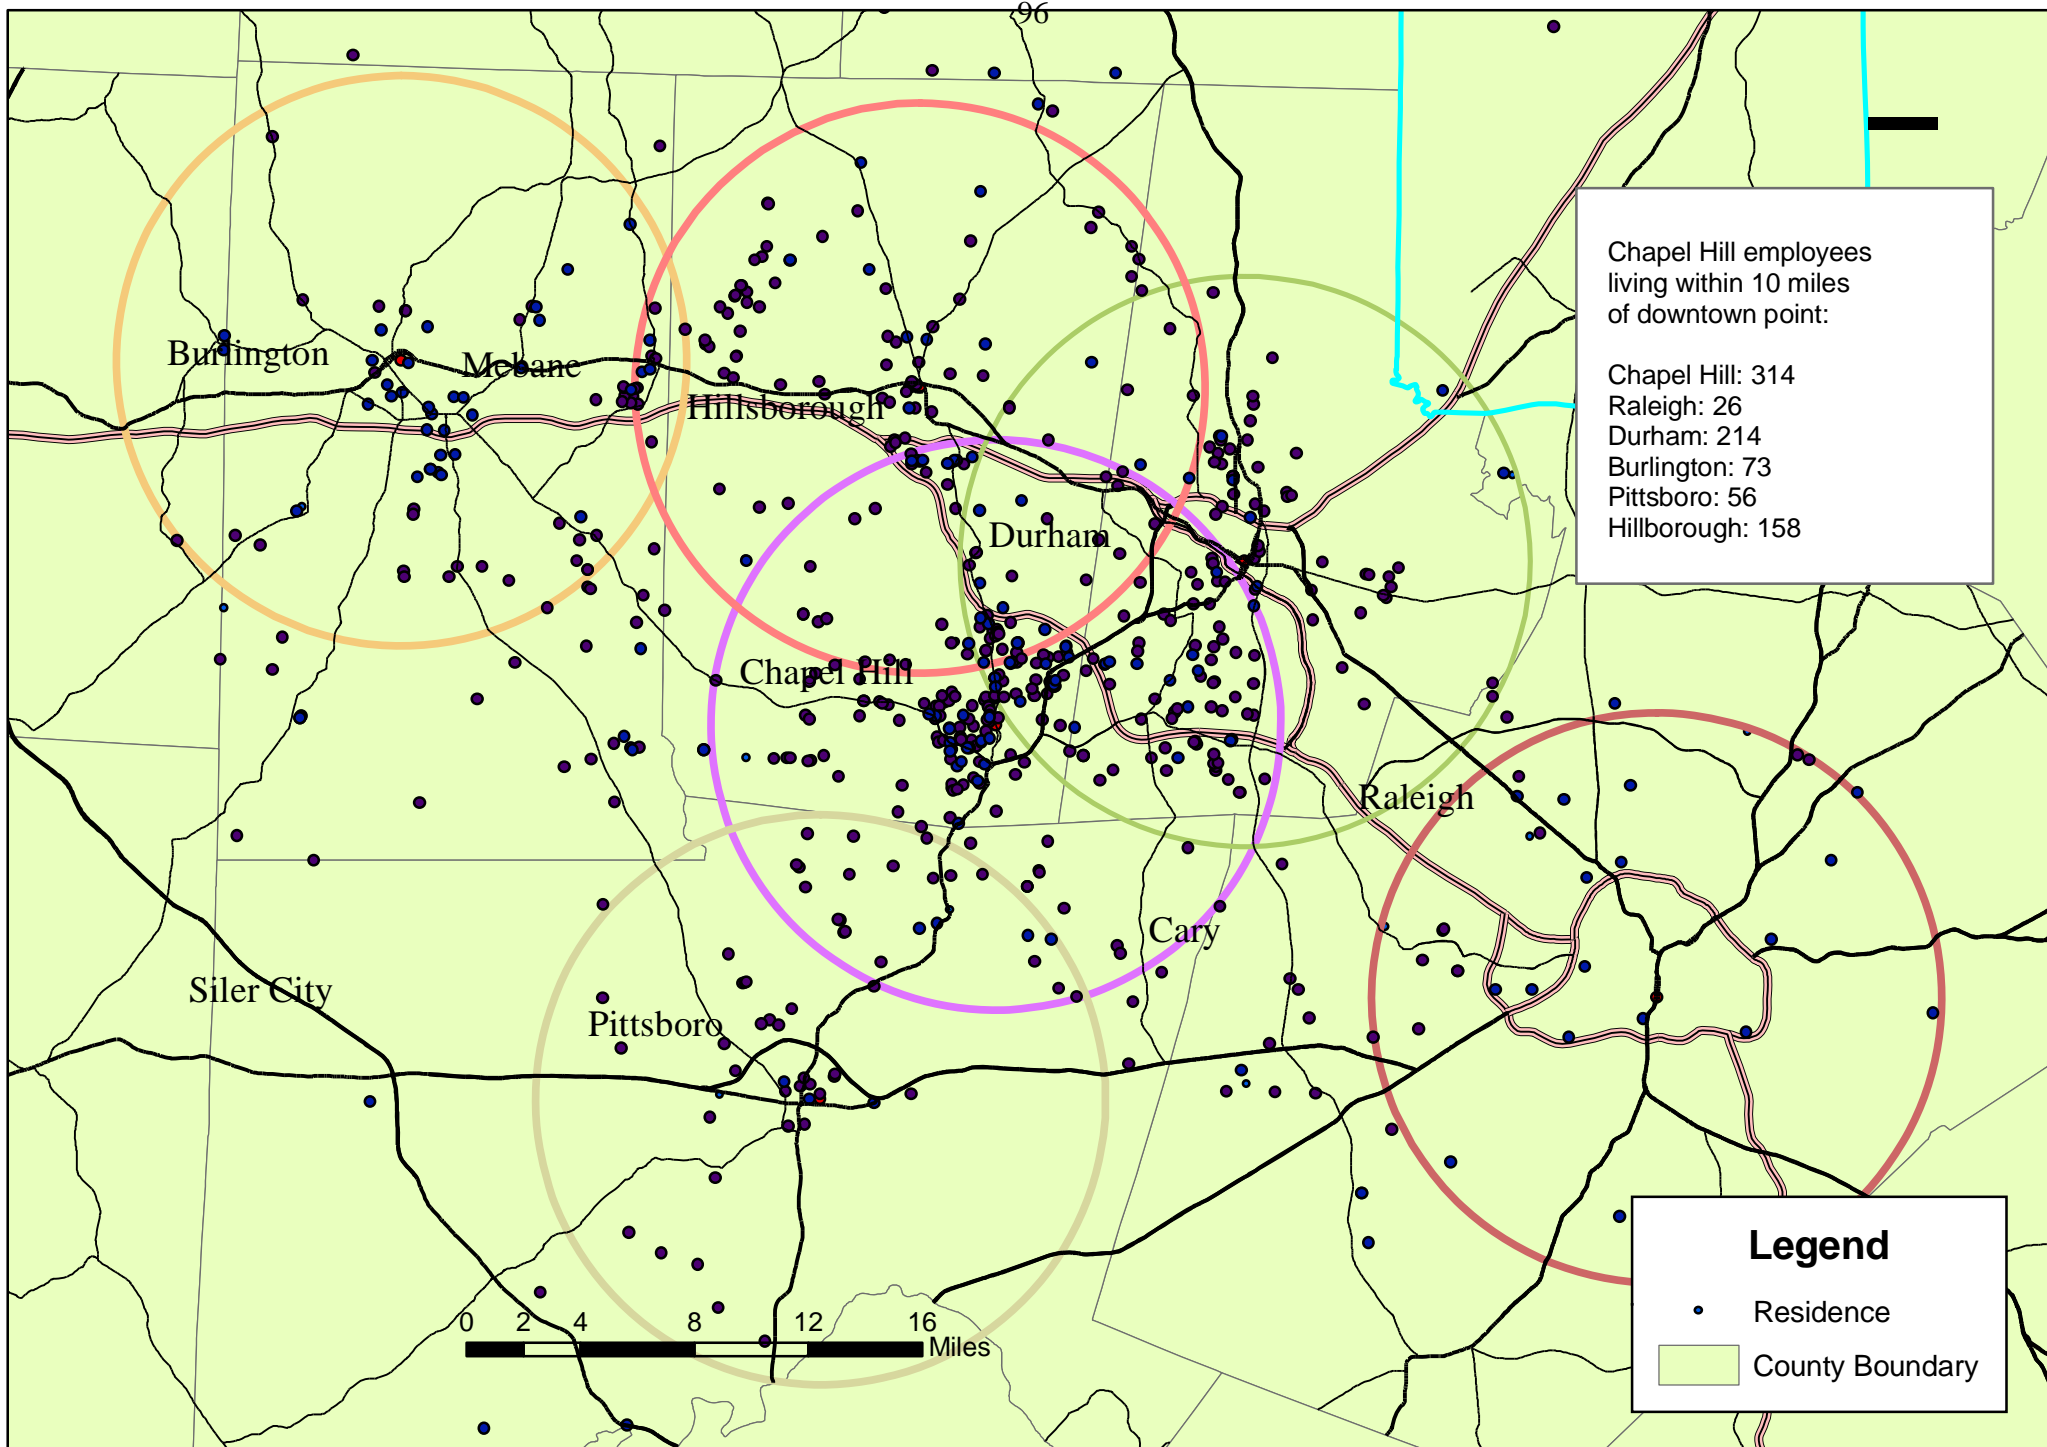 96
Chapel Hill employees
living within 10 miles
of downtown point:
Chapel Hill: 314
Raleigh: 26
Durham: 214
Burlington: 73
Pittsboro: 56
Hillborough: 158
Burlington
Mebane
Hillsborough
Durham
Chapel Hill
Raleigh
Cary
Siler City
Pittsboro
0 2 4 8 12 16
Miles
Legend
Residence
County Boundary